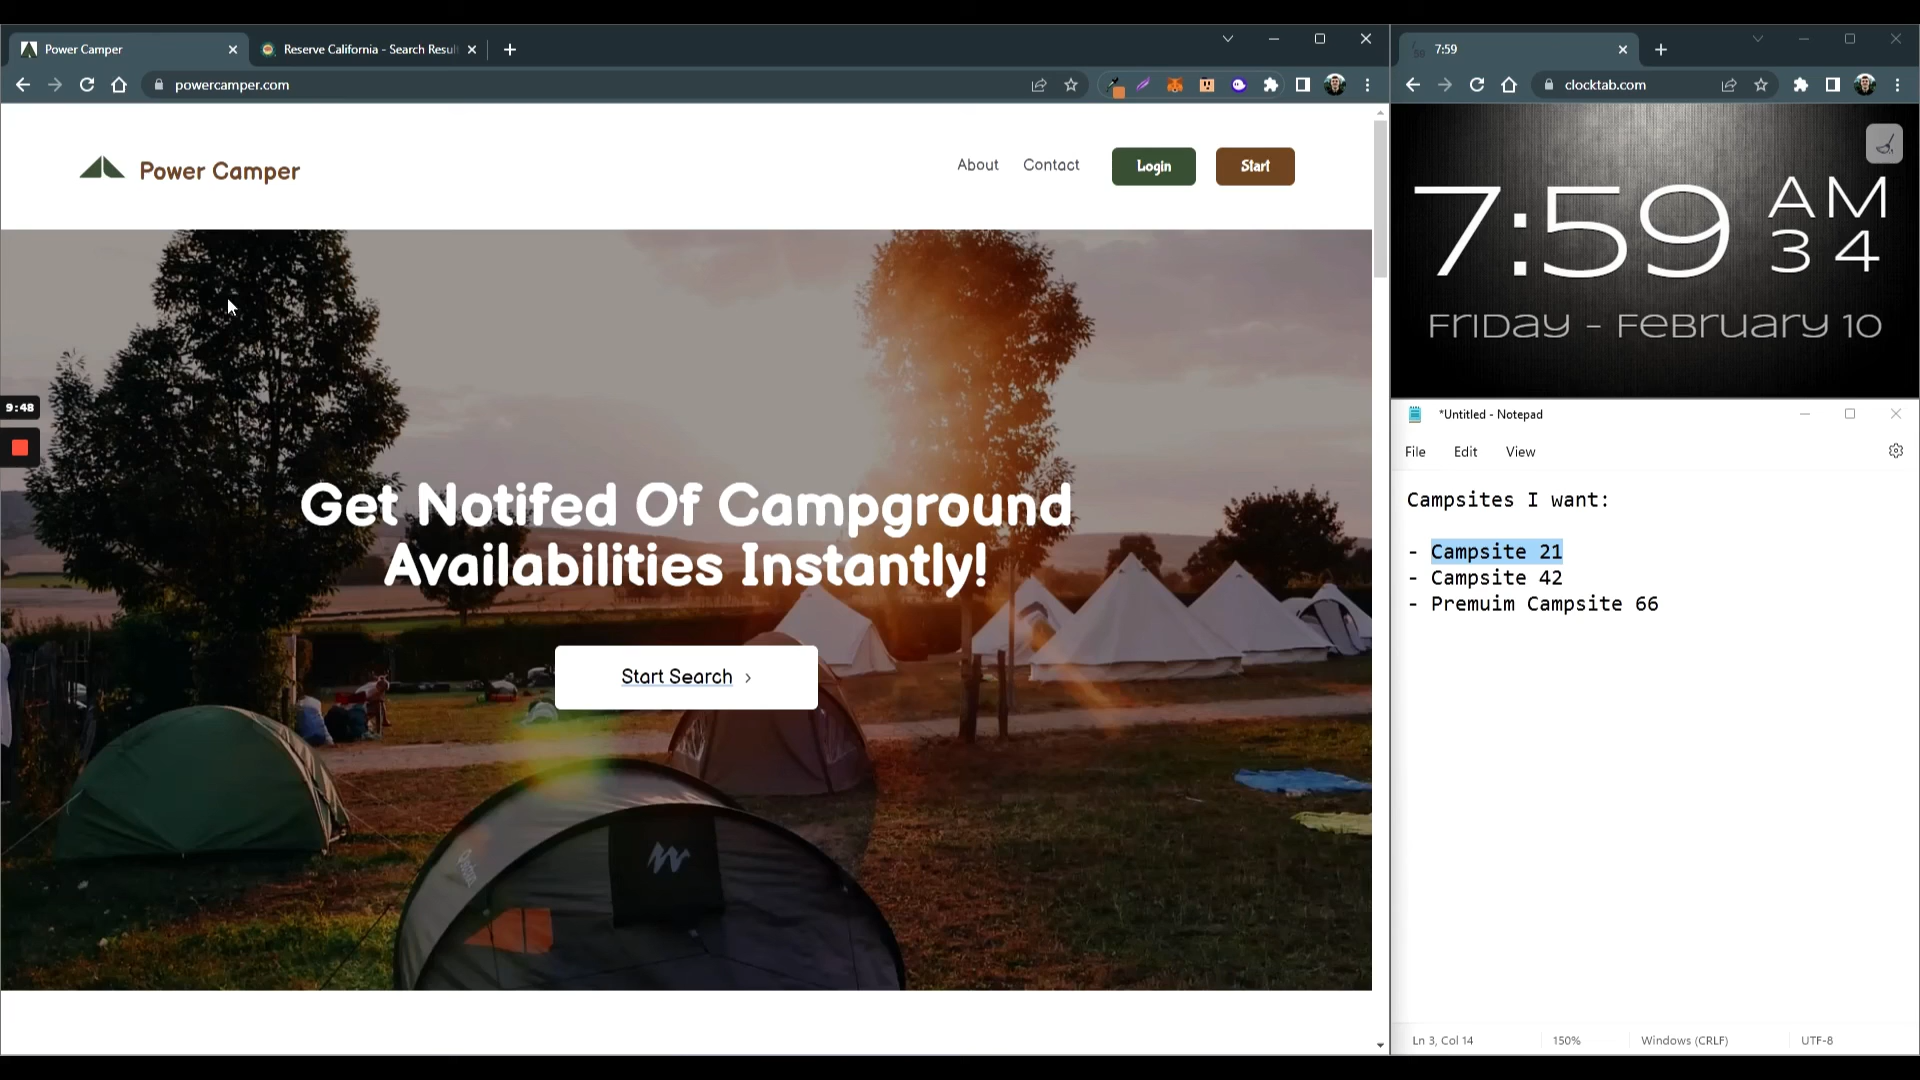 Power Camper
Reserve California - Search Resul
powercamper.com
Power Camper
About
Contact
Login
Start
9:48
Get Notifed Of Campground
Availabilities Instantly!
Start Search
7:59
clocktab.com
7:59 AM
34
Friday - February 10
*Untitled - Notepad
File
Edit
View
Campsites I want:
- Campsite 21
- Campsite 42
- Premuim Campsite 66
Ln 3, Col 14
150%
Windows (CRLF)
UTF-8